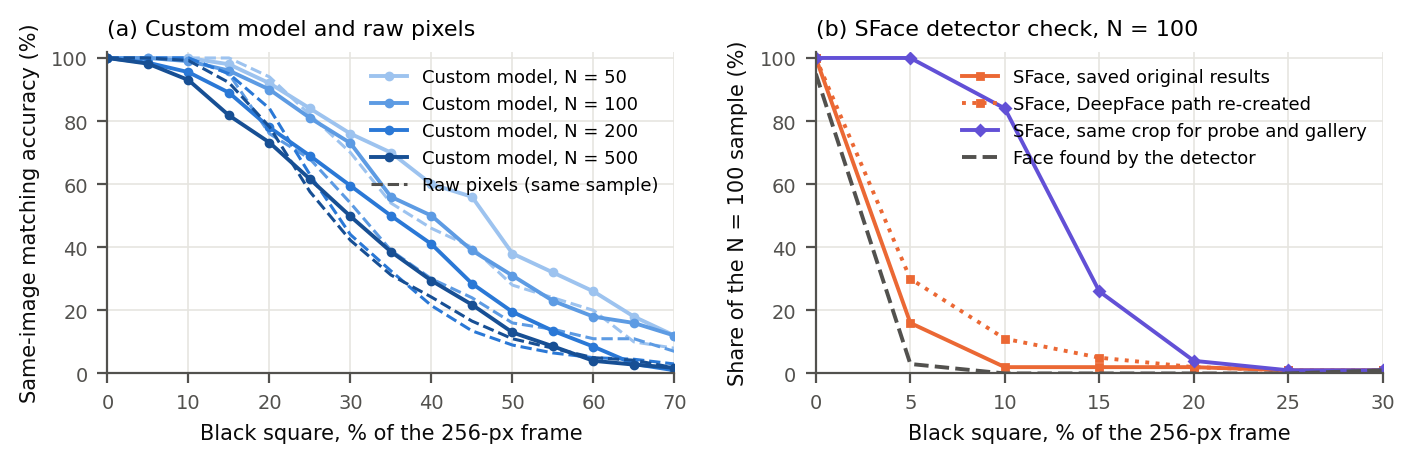 (a) Custom model and raw pixels
Same-image matching accuracy (%)
100
80
60
40
20
0
Custom model, N = 50
Custom model, N = 100
Custom model, N = 200
Custom model, N = 500
Raw pixels (same sample)
0 10 20 30 40 50 60 70
Black square, % of the 256-px frame
(b) SFace detector check, N = 100
Share of the N = 100 sample (%)
100
80
60
40
20
0
SFace, saved original results
SFace, DeepFace path re-created
SFace, same crop for probe and gallery
Face found by the detector
0 5 10 15 20 25 30
Black square, % of the 256-px frame